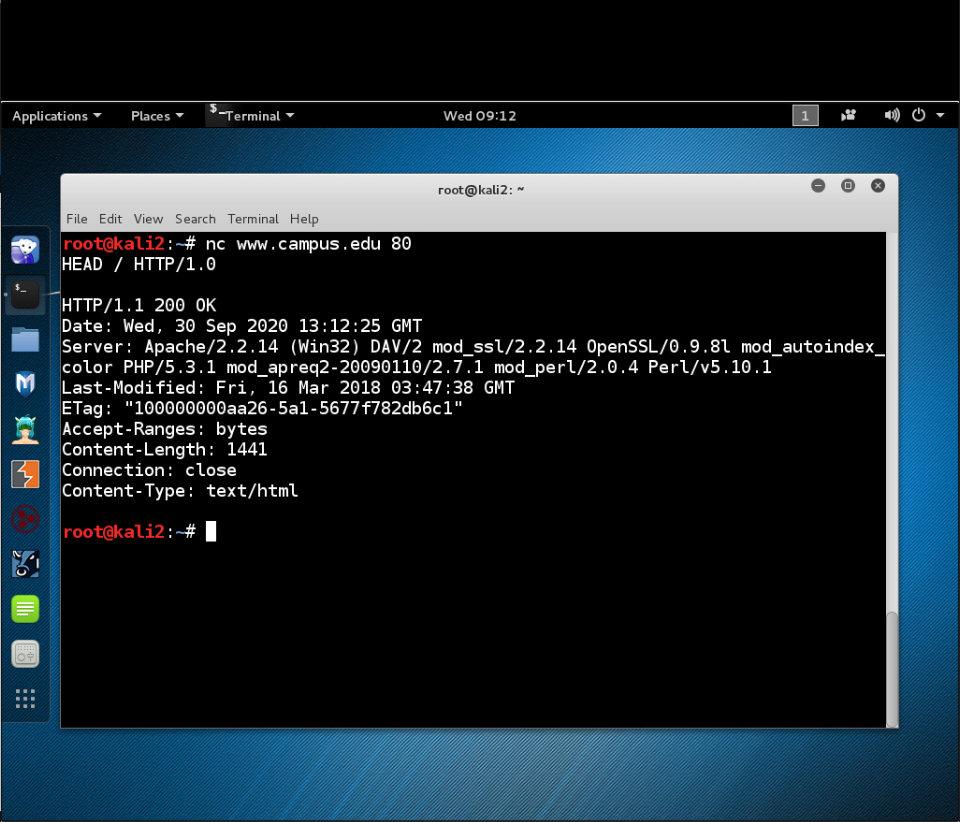 Applications Places Terminal Wed 09:12 1
root@kali2: ~
File Edit View Search Terminal Help
root@kali2:~# nc www.campus.edu 80
HEAD / HTTP/1.0
HTTP/1.1 200 OK
Date: Wed, 30 Sep 2020 13:12:25 GMT
Server: Apache/2.2.14 (Win32) DAV/2 mod_ssl/2.2.14 OpenSSL/0.9.8l mod_autoindex_
color PHP/5.3.1 mod_apreq2-20090110/2.7.1 mod_perl/2.0.4 Perl/v5.10.1
Last-Modified: Fri, 16 Mar 2018 03:47:38 GMT
ETag: "100000000aa26-5a1-5677f782db6c1"
Accept-Ranges: bytes
Content-Length: 1441
Connection: close
Content-Type: text/html
root@kali2:~#